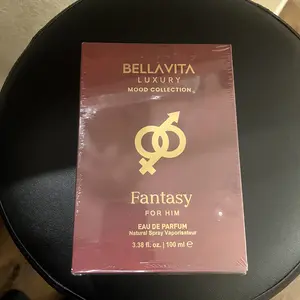 BELLAVITA
LUXURY
MOOD COLLECTION
Fantasy
FOR HIM
EAU DE PARFUM
Natural Spray Vaporisateur
3.38 fl. oz. | 100 ml e